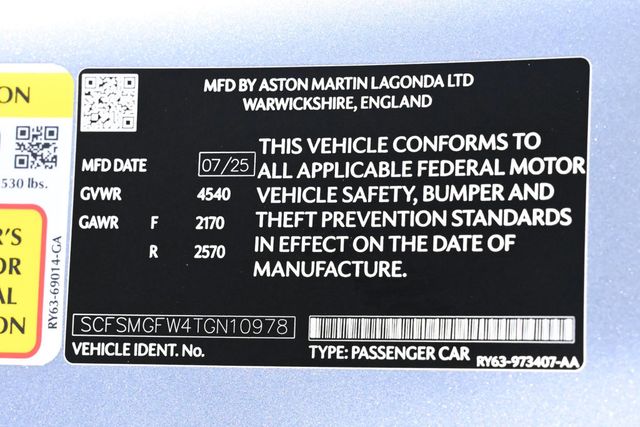 ON
530 lbs.
R'S
OR
AL
ON
RY63-69014-GA
MFD BY ASTON MARTIN LAGONDA LTD
WARWICKSHIRE, ENGLAND
MFD DATE 07/25
GVWR 4540
GAWR F 2170
R 2570
THIS VEHICLE CONFORMS TO
ALL APPLICABLE FEDERAL MOTOR
VEHICLE SAFETY, BUMPER AND
THEFT PREVENTION STANDARDS
IN EFFECT ON THE DATE OF
MANUFACTURE.
SCFSMGFW4TGN10978
VEHICLE IDENT. No.
TYPE: PASSENGER CAR
RY63-973407-AA